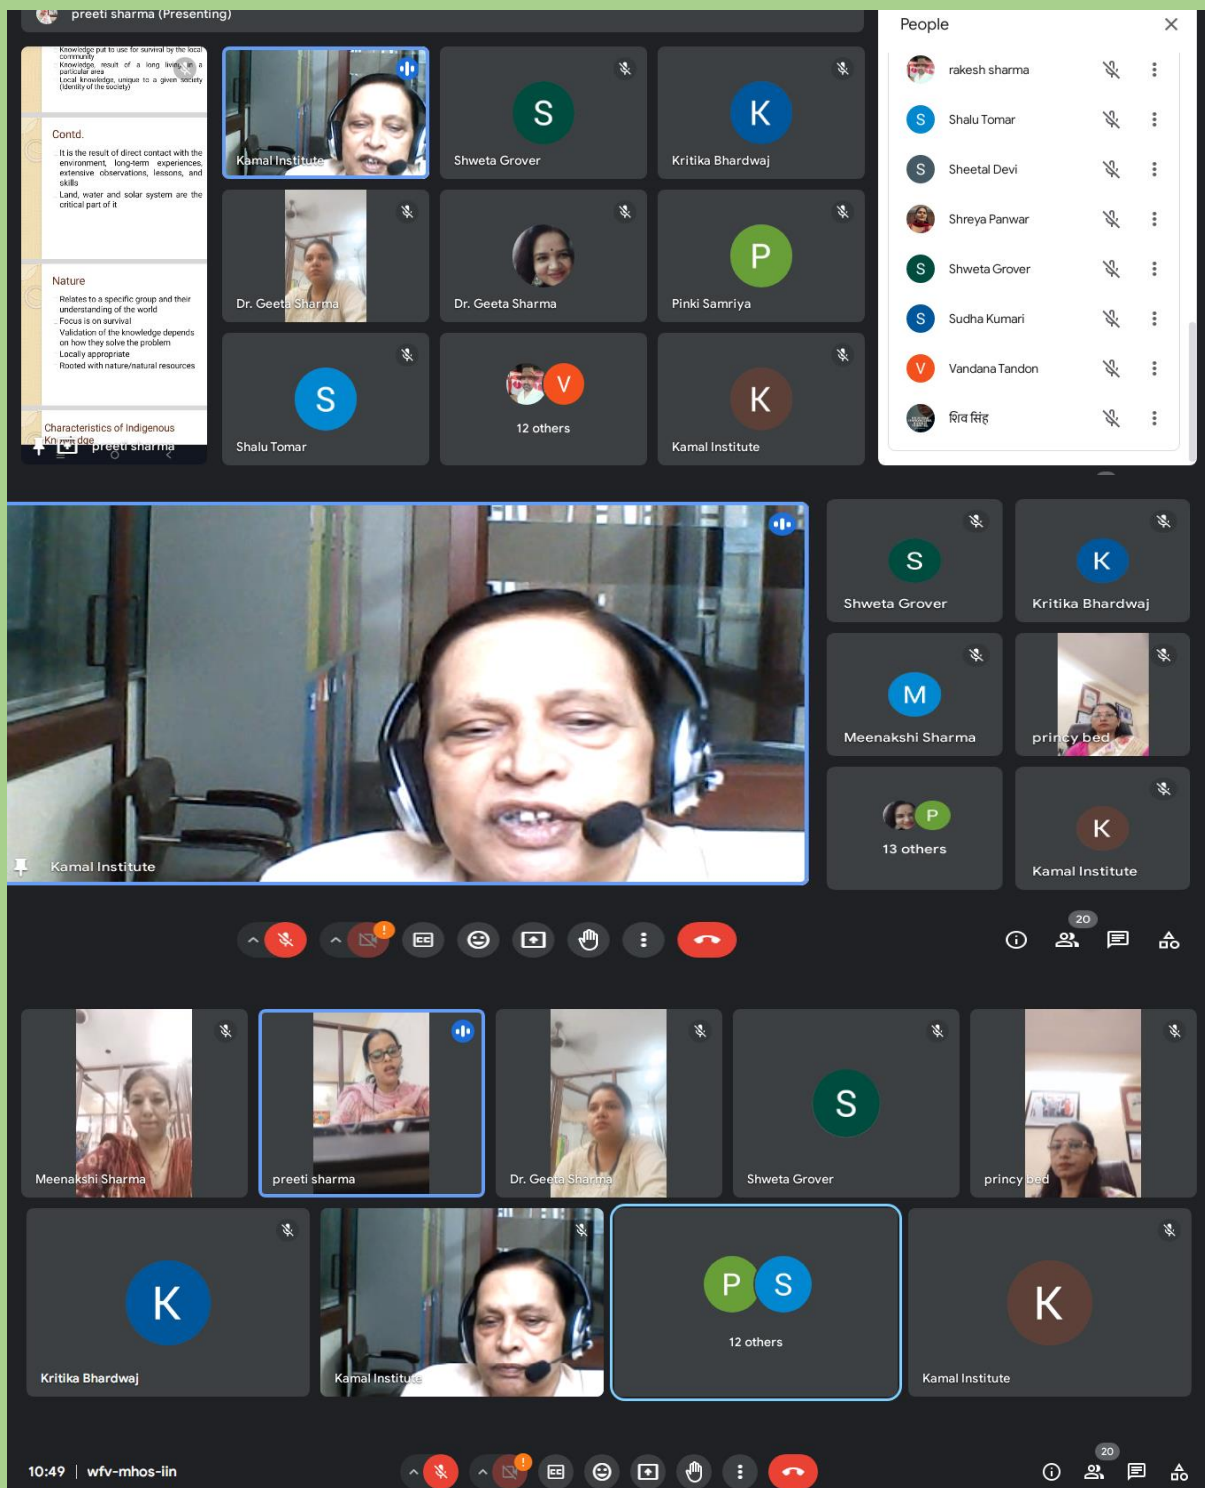 preeti sharma (Presenting)
People
Knowledge put to use for survival by the local
community
Knowledge, result of a long living in a
particular area
Local knowledge, unique to a given society
(Identity of the society)
Contd.
It is the result of direct contact with the
environment, long-term experiences,
extensive observations, lessons, and
skills
Land, water and solar system are the
critical part of it
Nature
Relates to a specific group and their
understanding of the world
Focus is on survival
Validation of the knowledge depends
on how they solve the problem
Locally appropriate
Rooted with nature/natural resources
Characteristics of Indigenous
Knowledge
preeti sharma
Kamal Institute
S
Shweta Grover
K
Kritika Bhardwaj
Dr. Geeta Sharma
Dr. Geeta Sharma
P
Pinki Samriya
S
Shalu Tomar
V
12 others
K
Kamal Institute
rakesh sharma
S
Shalu Tomar
S
Sheetal Devi
Shreya Panwar
S
Shweta Grover
S
Sudha Kumari
V
Vandana Tandon
शिव सिंह
Kamal Institute
S
Shweta Grover
K
Kritika Bhardwaj
M
Meenakshi Sharma
princy bed
P
13 others
K
Kamal Institute
CC
20
Meenakshi Sharma
preeti sharma
Dr. Geeta Sharma
S
Shweta Grover
princy bed
K
Kritika Bhardwaj
Kamal Institute
P S
12 others
K
Kamal Institute
10:49 | wfv-mhos-iin
CC
20